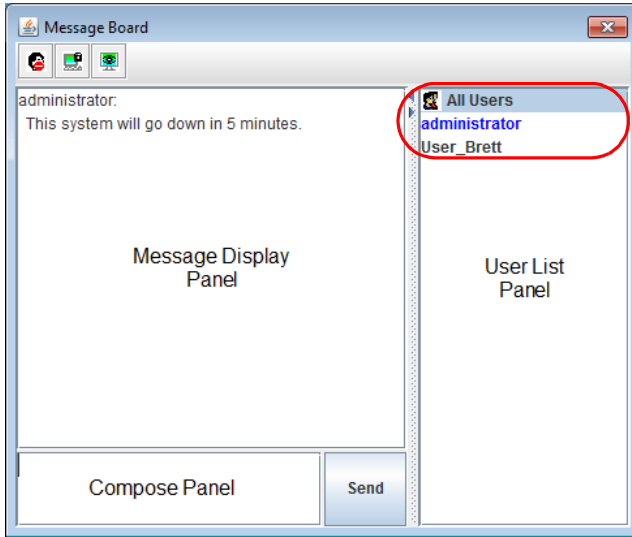 Message Board
administrator:
This system will go down in 5 minutes.
Message Display
Panel
Compose Panel
Send
All Users
administrator
User_Brett
User List
Panel